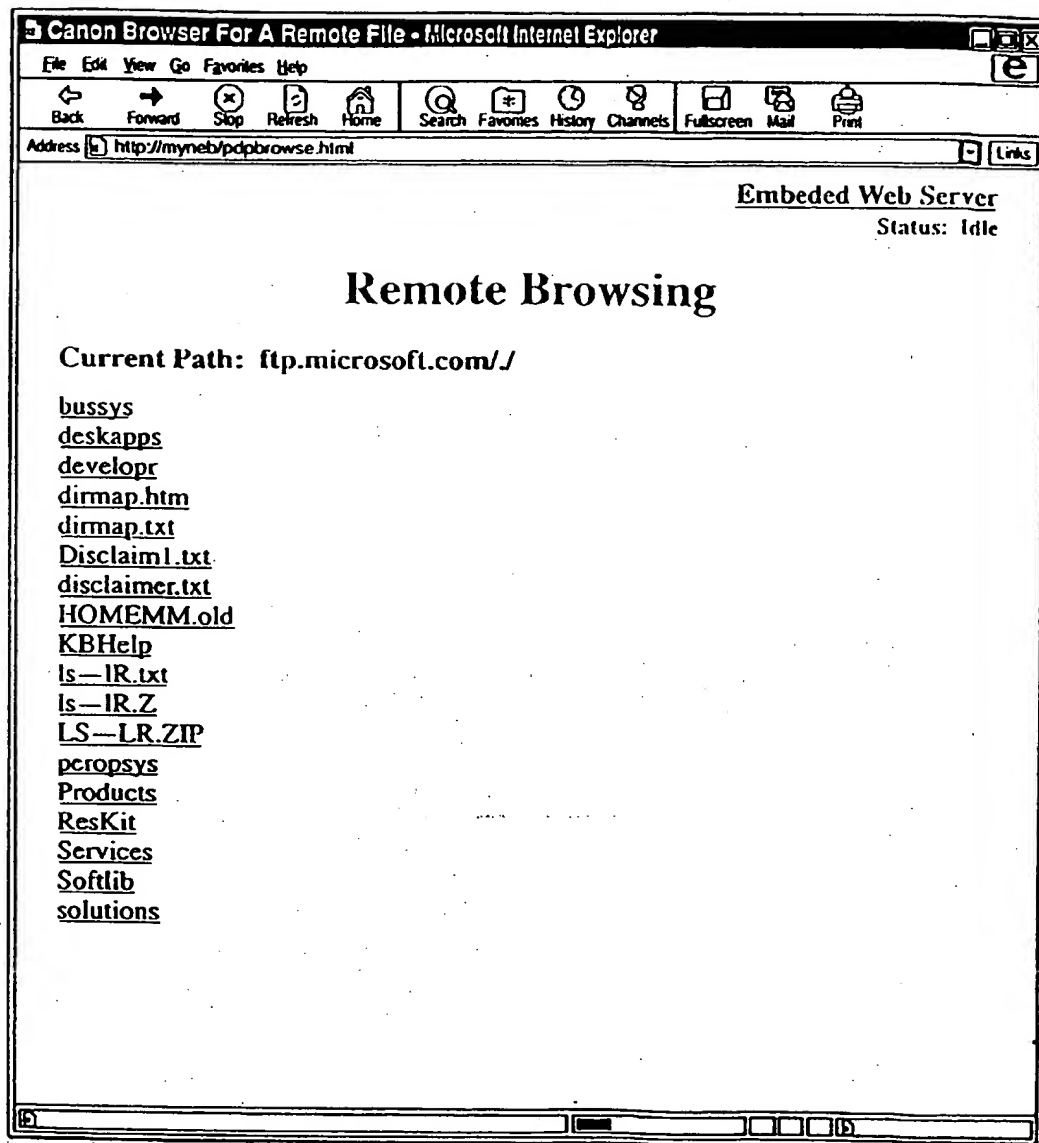 Canon Browser For A Remote File - Microsoft Internet Explorer
File Edit View Go Favorites Help
e
Back Forward Stop Refresh Home Search Favorites History Channels Fullscreen Mail Print
Address http://myneb/pdpbrowse.html Links
Embeded Web Server
Status: Idle
Remote Browsing
Current Path: ftp.microsoft.com/./
bussys
deskapps
developr
dirmap.htm
dirmap.txt
Disclaim1.txt
disclaimer.txt
HOMEMM.old
KBHelp
ls—lR.txt
ls—lR.Z
LS—LR.ZIP
peropsys
Products
ResKit
Services
Softlib
solutions